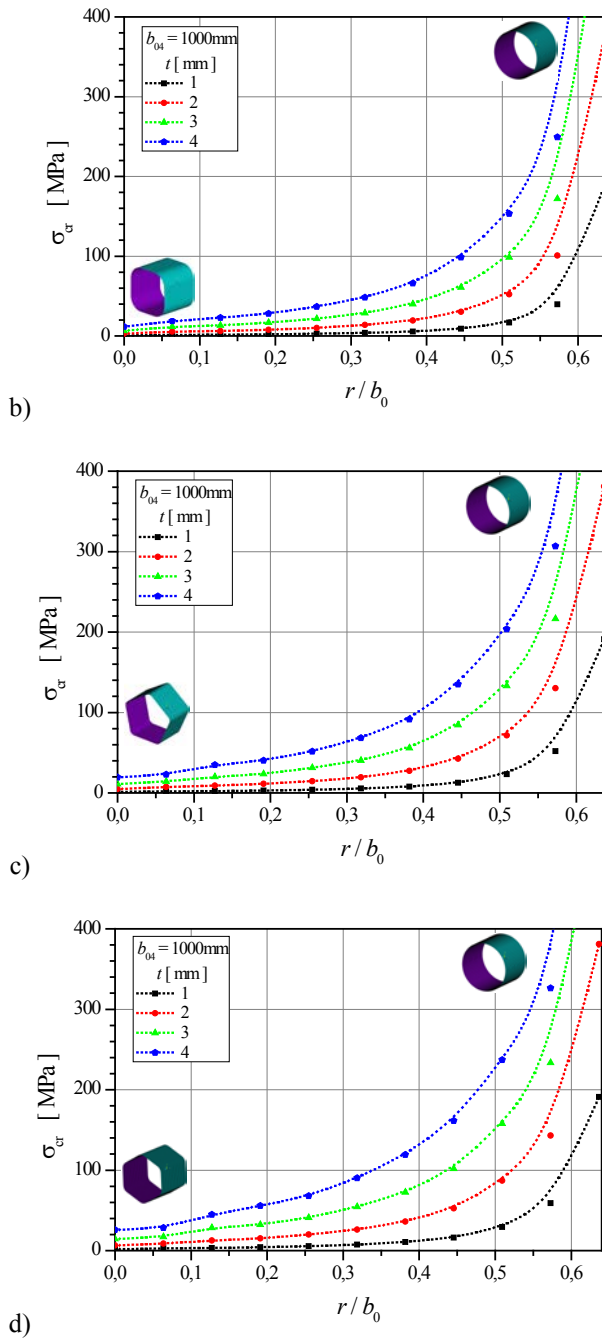 400
b₀₄ = 1000mm
t [ mm ]
1
2
3
4
300
200
100
0
σcr [ MPa ]
0,0 0,1 0,2 0,3 0,4 0,5 0,6
r / b₀
b)
400
b₀₄ = 1000mm
t [ mm ]
1
2
3
4
300
200
100
0
σcr [ MPa ]
0,0 0,1 0,2 0,3 0,4 0,5 0,6
r / b₀
c)
400
b₀₄ = 1000mm
t [ mm ]
1
2
3
4
300
200
100
0
σcr [ MPa ]
0,0 0,1 0,2 0,3 0,4 0,5 0,6
r / b₀
d)